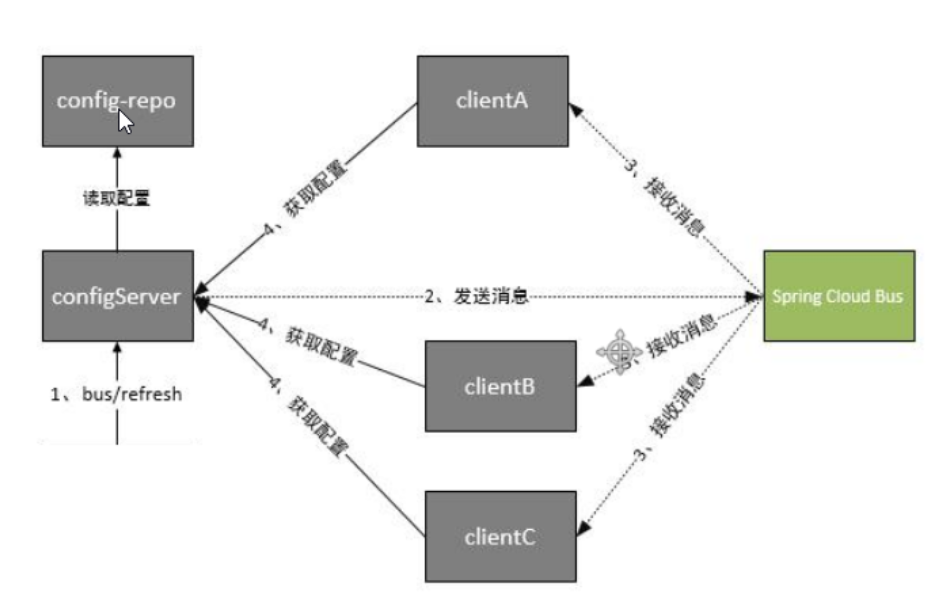 config-repo
clientA
读取配置
4、获取配置
3、接收消息
configServer
2、发送消息
Spring Cloud Bus
4、获取配置
3、接收消息
1、bus/refresh
clientB
4、获取配置
3、接收消息
clientC